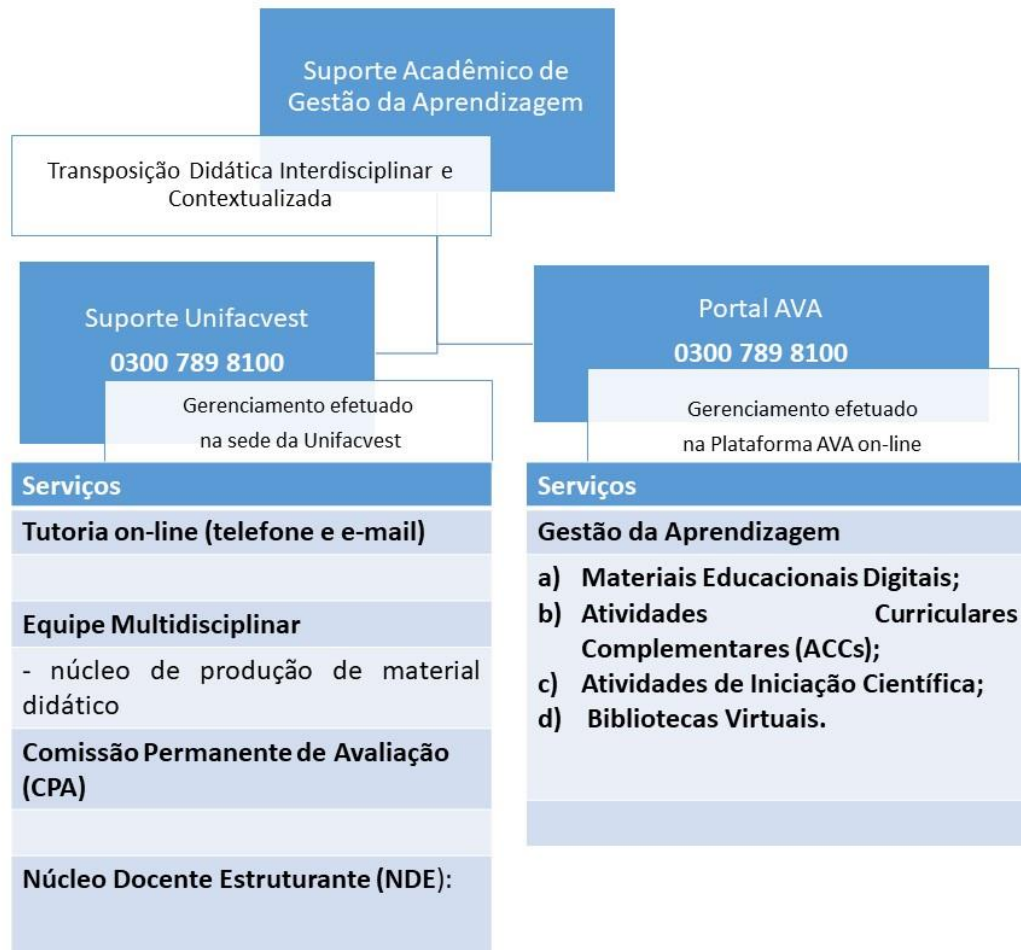 Suporte Acadêmico de
Gestão da Aprendizagem
Transposição Didática Interdisciplinar e
Contextualizada
Suporte Unifacvest
0300 789 8100
Gerenciamento efetuado
na sede da Unifacvest
Serviços
Tutoria on-line (telefone e e-mail)
Equipe Multidisciplinar
- núcleo de produção de material
didático
Comissão Permanente de Avaliação
(CPA)
Núcleo Docente Estruturante (NDE):
Portal AVA
0300 789 8100
Gerenciamento efetuado
na Plataforma AVA on-line
Serviços
Gestão da Aprendizagem
a) Materiais Educacionais Digitais;
b) Atividades Curriculares
Complementares (ACCs);
c) Atividades de Iniciação Científica;
d) Bibliotecas Virtuais.